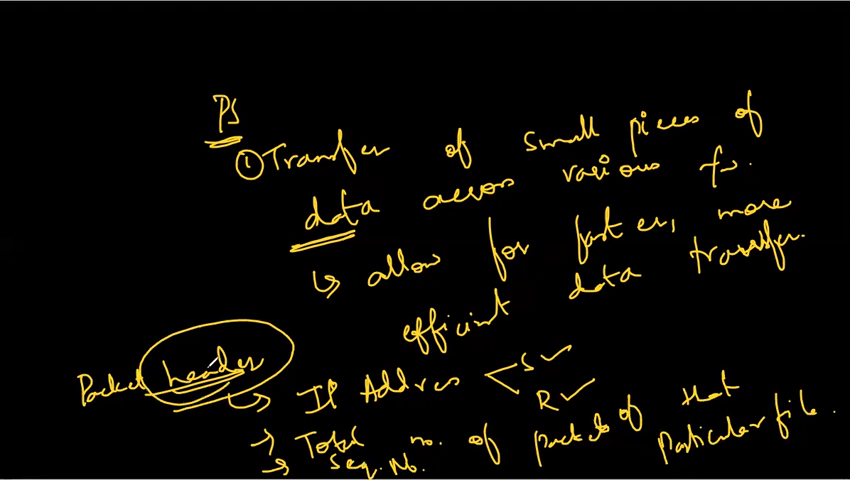 PS
① Transfer of small pieces of
data across various
↳ allow for faster, more
efficient data transfer.
Packet header
↳ IP Address < S ✓
R ✓
→ Total no. of packets of that
particular file.
→ Seq. No.